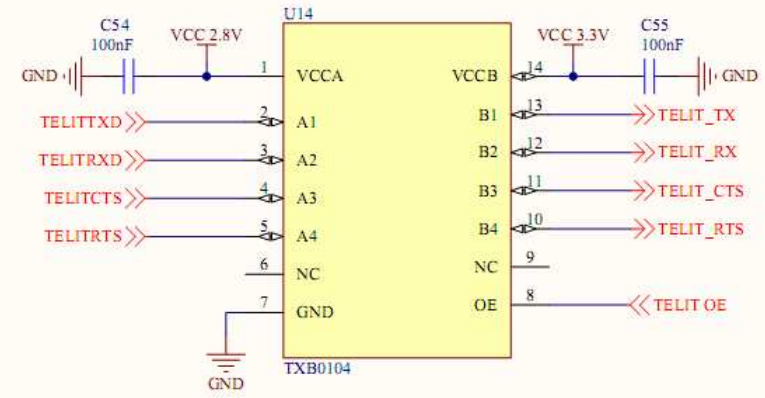 U14
C54
100nF
VCC 2.8V
VCC 3.3V
C55
100nF
GND
1
VCCA
VCCB
14
GND
TELITTXD
2
A1
B1
13
TELIT_TX
TELITRXD
3
A2
B2
12
TELIT_RX
TELITCTS
4
A3
B3
11
TELIT_CTS
TELITRTS
5
A4
B4
10
TELIT_RTS
6
NC
NC
9
7
GND
OE
8
TELIT OE
GND
TXB0104